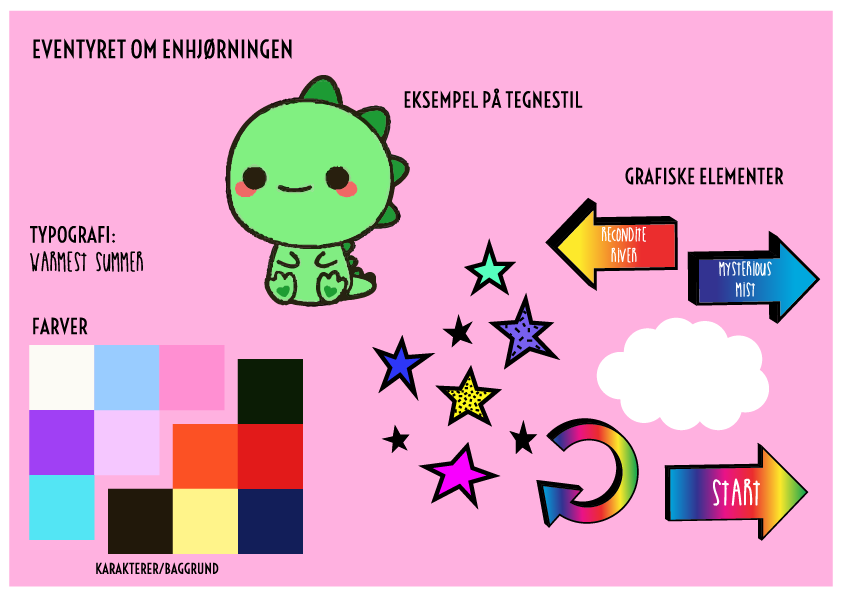 EVENTYRET OM ENHJØRNINGEN
EKSEMPEL PÅ TEGNESTIL
GRAFISKE ELEMENTER
TYPOGRAFI:
WARMEST SUMMER
RECONDITE
RIVER
MYSTERIOUS
MIST
FARVER
START
KARAKTERER/BAGGRUND